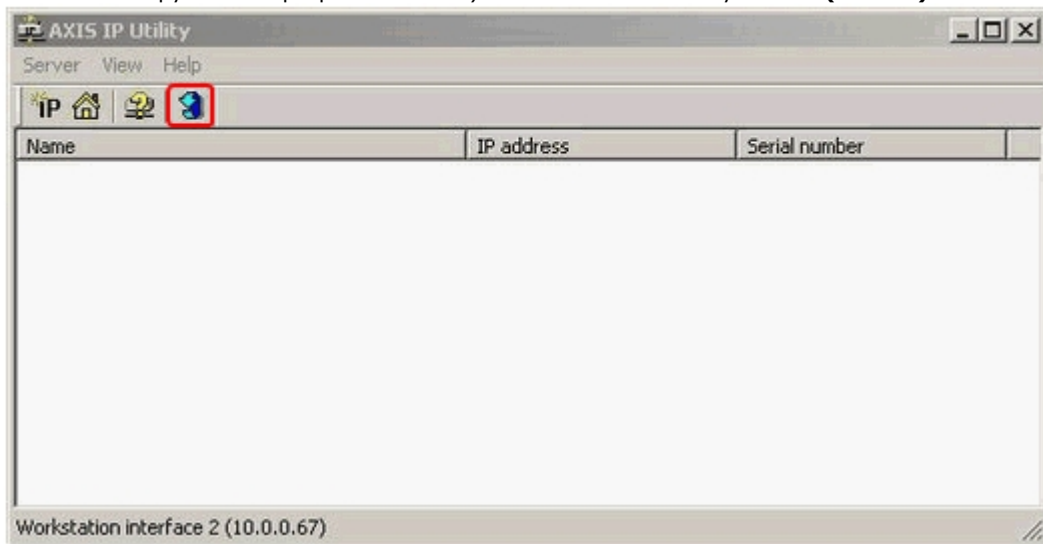 AXIS IP Utility
Server View Help
IP
Name IP address Serial number
Workstation interface 2 (10.0.0.67)